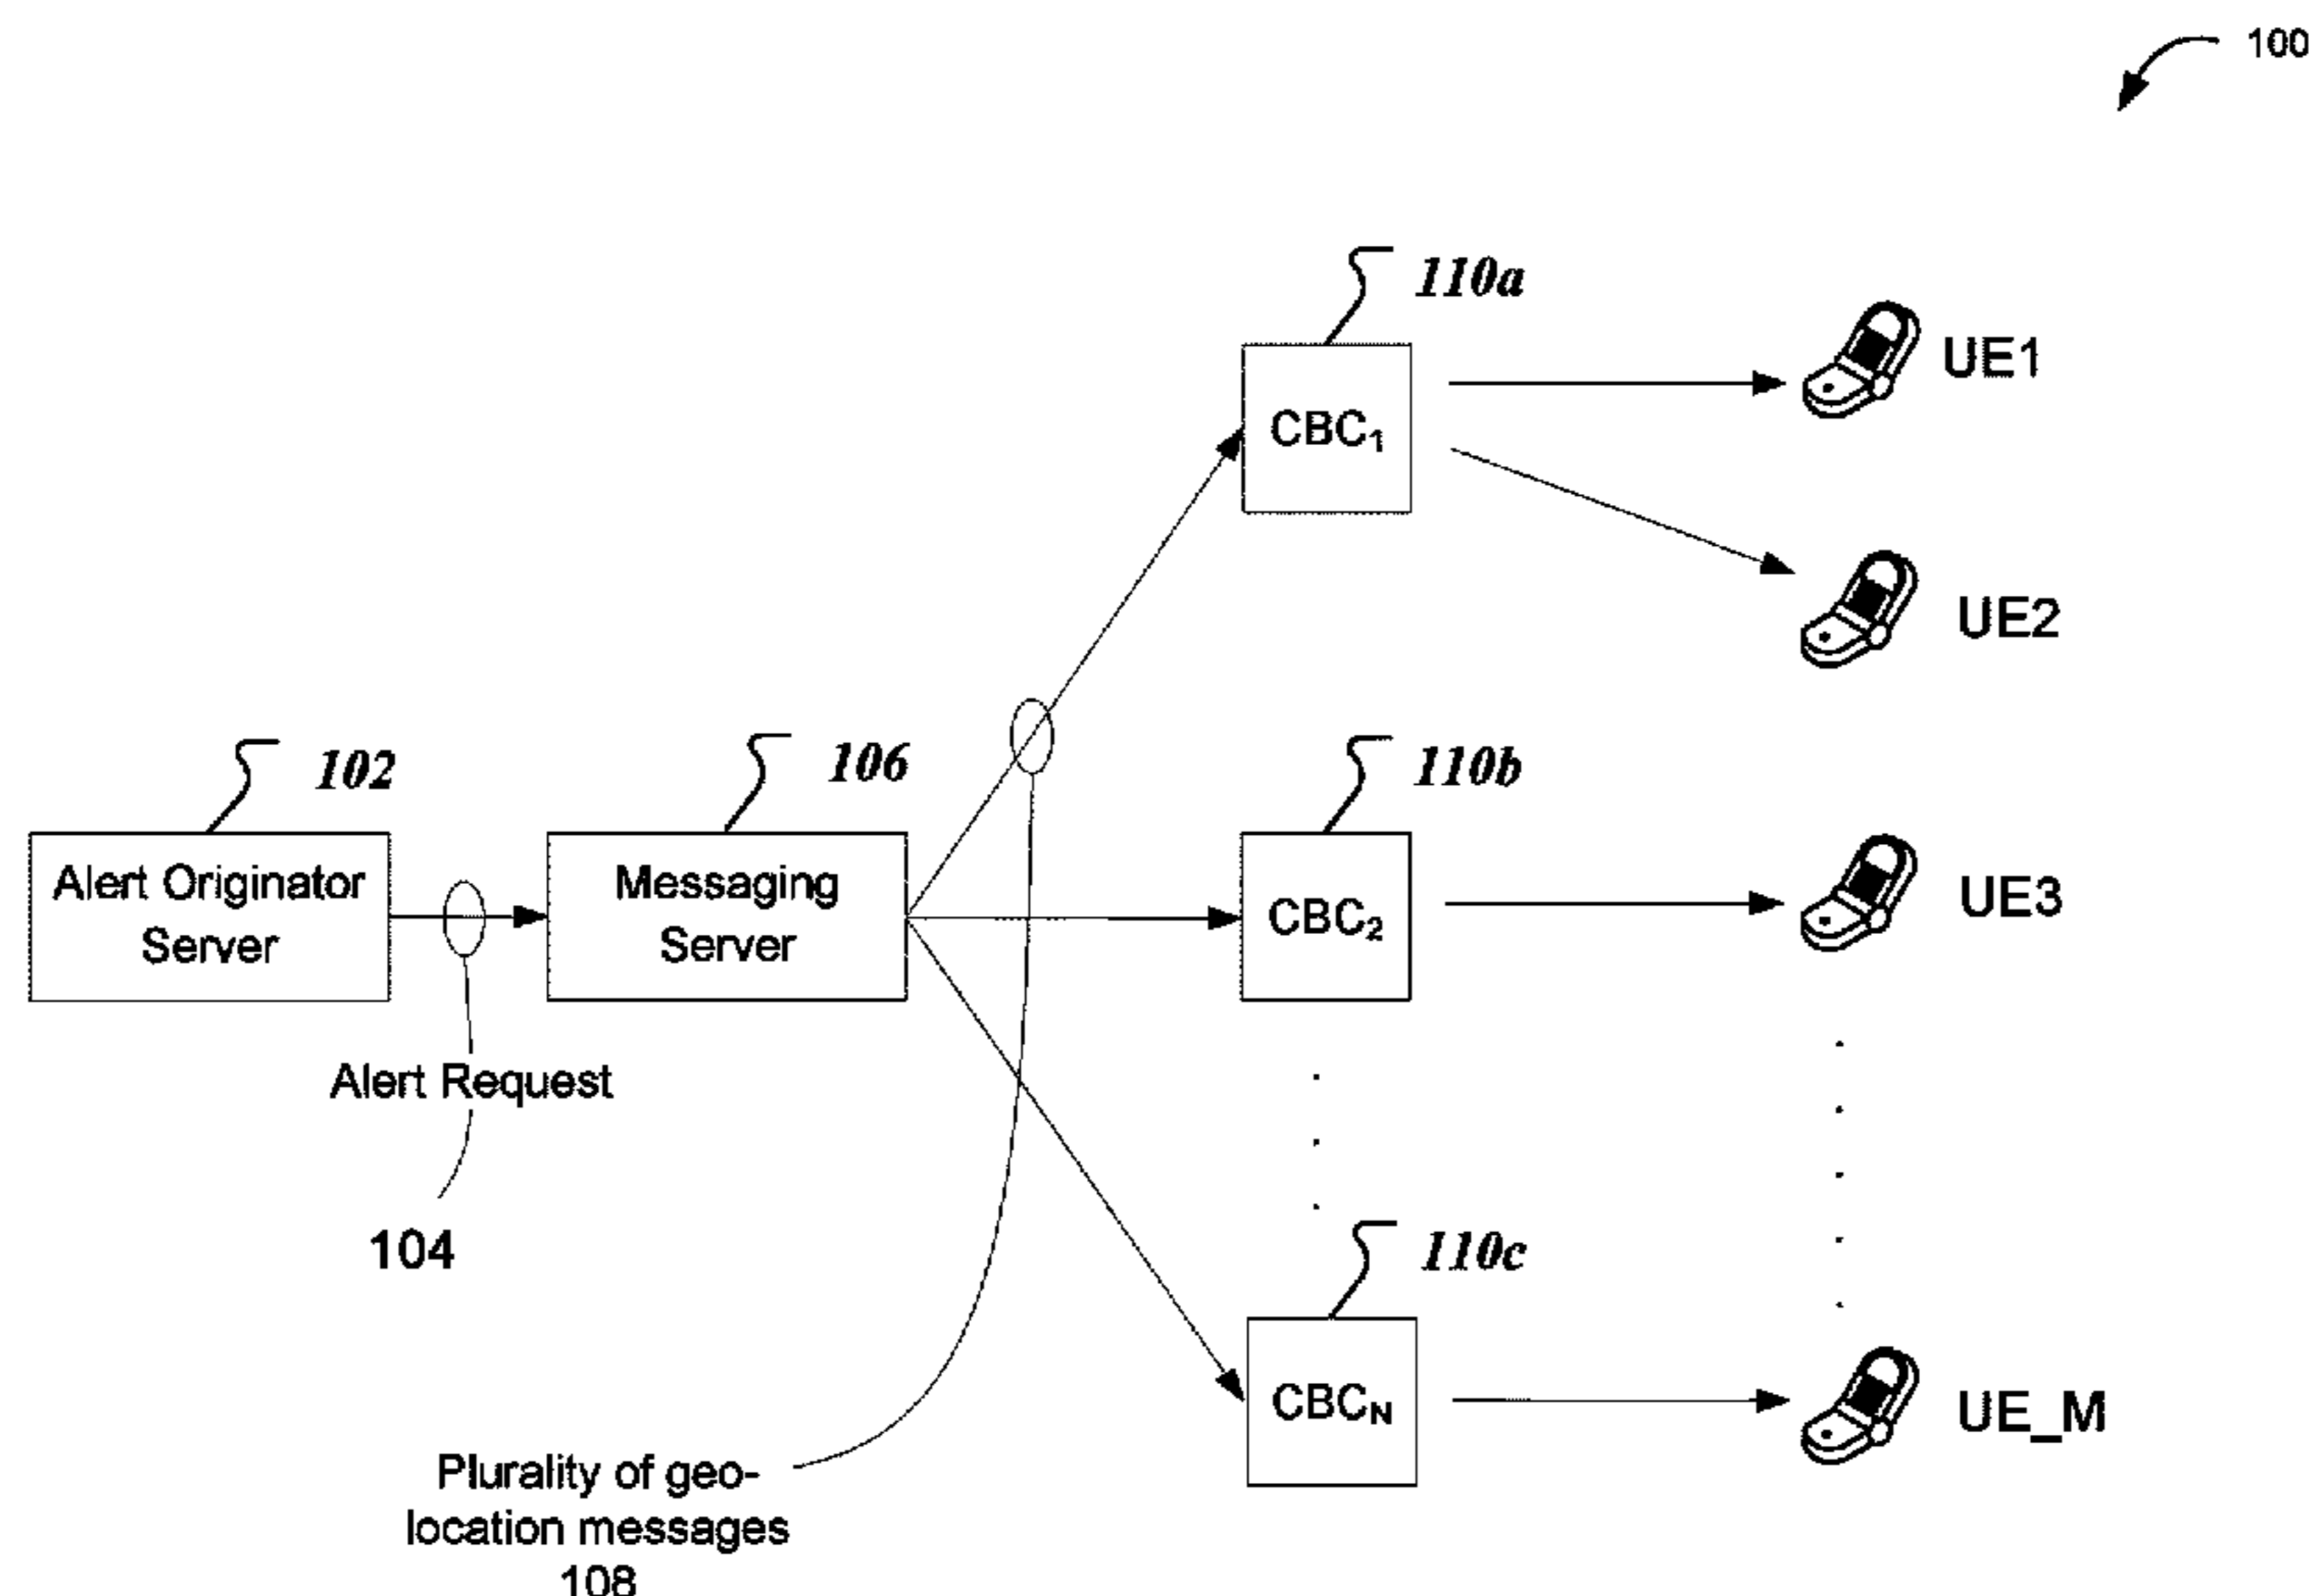 100
110a
UE1
CBC₁
UE2
102
106
110b
Alert Originator
Server
Messaging
Server
CBC₂
UE3
Alert Request
104
110c
CBC_N
UE_M
Plurality of geo-
location messages
108